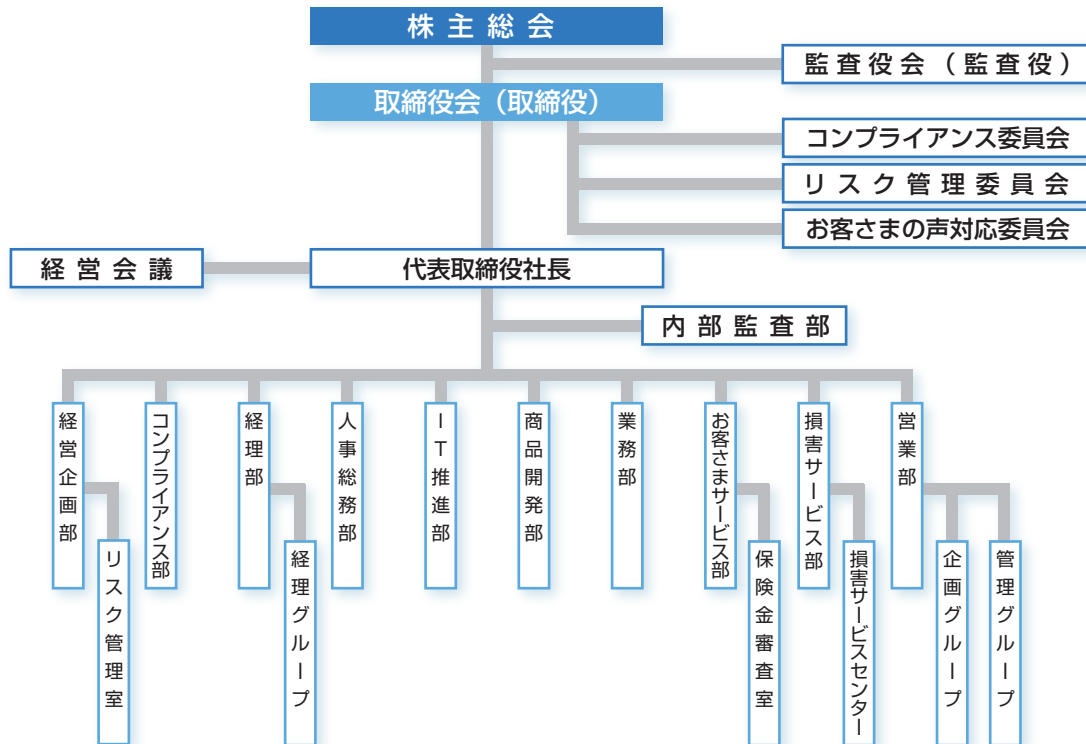 株主総会
監査役会（監査役）
取締役会（取締役）
コンプライアンス委員会
リスク管理委員会
お客さまの声対応委員会
経営会議
代表取締役社長
内部監査部
経営企画部
コンプライアンス部
経理部
人事総務部
IT推進部
商品開発部
業務部
お客さまサービス部
損害サービス部
営業部
リスク管理室
経理グループ
保険金審査室
損害サービスセンター
企画グループ
管理グループ